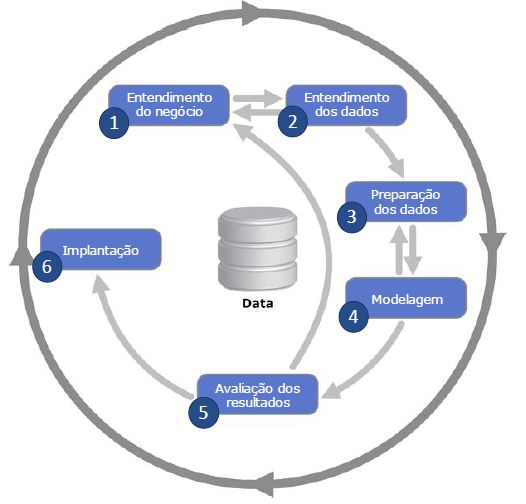 Entendimento
do negócio
1
Entendimento
dos dados
2
Preparação
dos dados
3
Modelagem
4
Avaliação dos
resultados
5
Implantação
6
Data